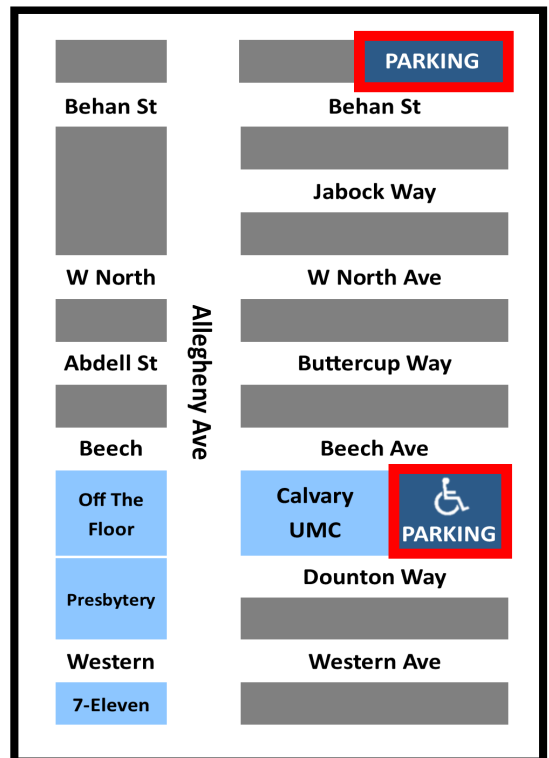 PARKING
Behan St
Behan St
Jabock Way
W North
W North Ave
Allegheny Ave
Abdell St
Buttercup Way
Beech
Beech Ave
Off The
Floor
Calvary
UMC
PARKING
Dounton Way
Presbytery
Western
Western Ave
7-Eleven